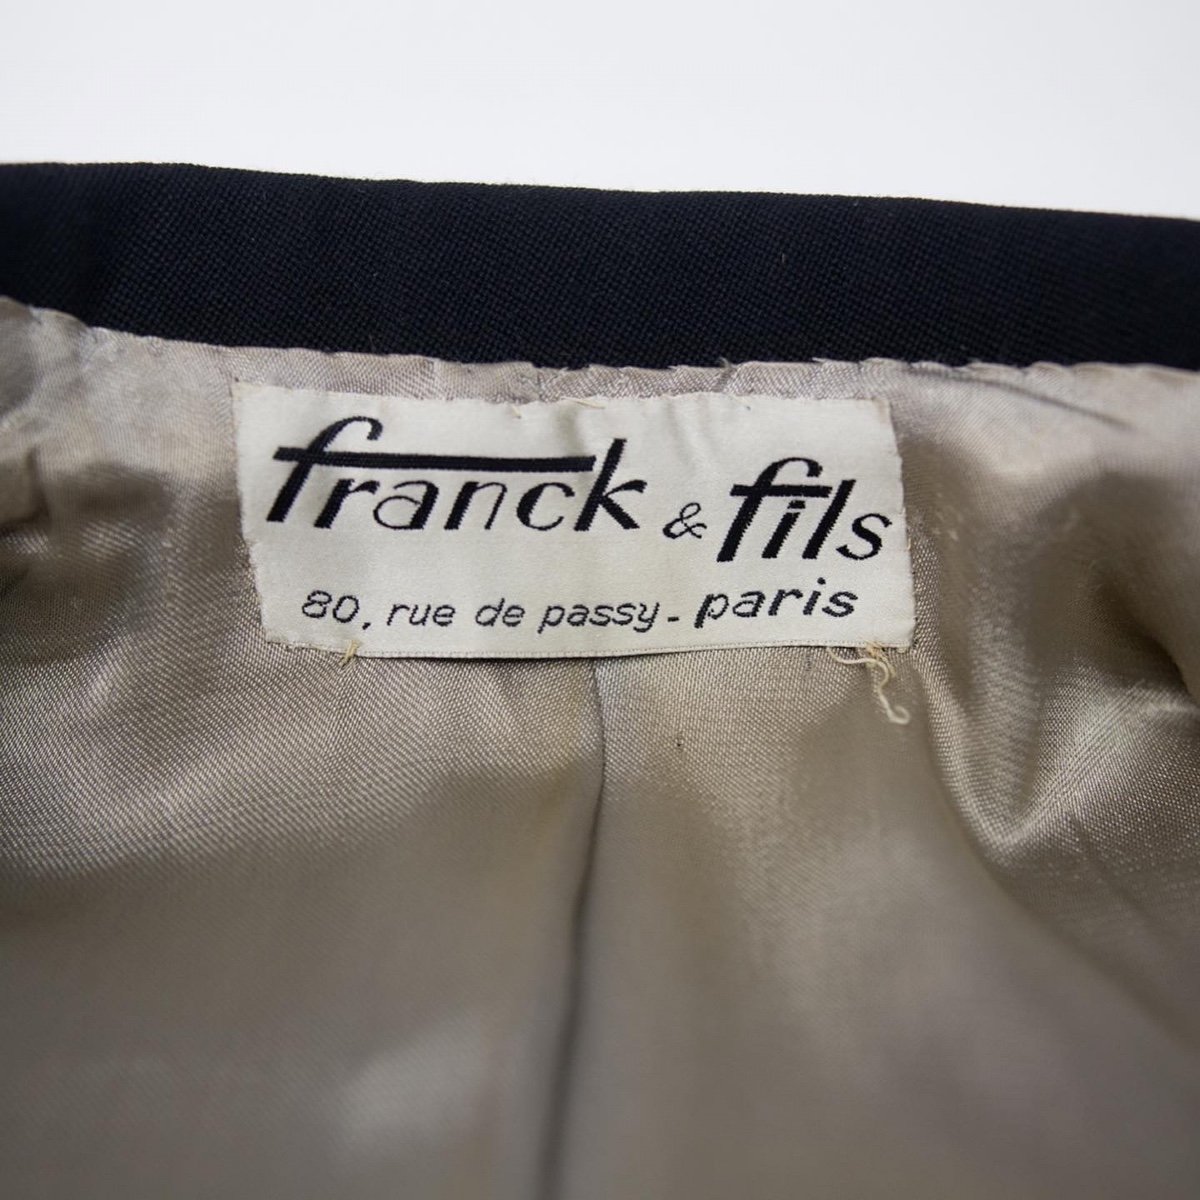 franck & fils
80, rue de passy - paris